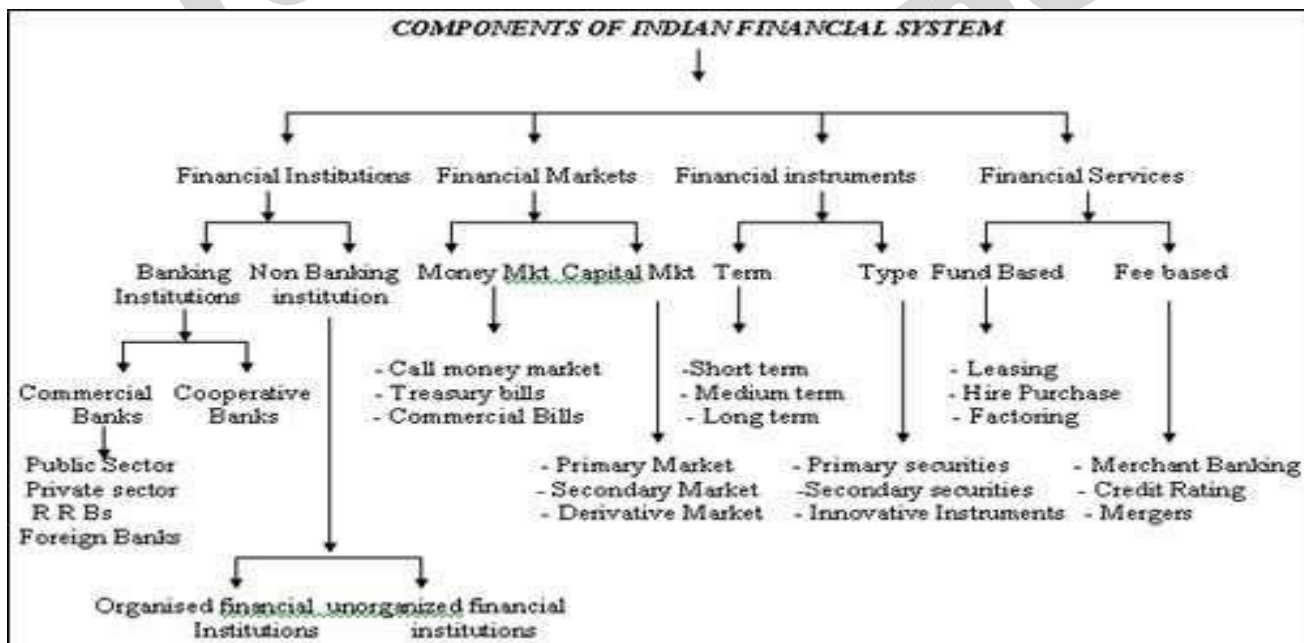 COMPONENTS OF INDIAN FINANCIAL SYSTEM
Financial Institutions Financial Markets Financial instruments Financial Services
Banking Institutions
Non Banking institution
Money Mkt Capital Mkt Term Type Fund Based Fee based
Commercial Banks
Cooperative Banks
- Call money market
- Treasury bills
- Commercial Bills
-Short term
- Medium term
- Long term
- Leasing
- Hire Purchase
- Factoring
Public Sector
Private sector
R R Bs
Foreign Banks
- Primary Market
- Secondary Market
- Derivative Market
- Primary securities
-Secondary securities
- Innovative Instruments
- Merchant Banking
- Credit Rating
- Mergers
Organised financial Institutions
unorganized financial institutions